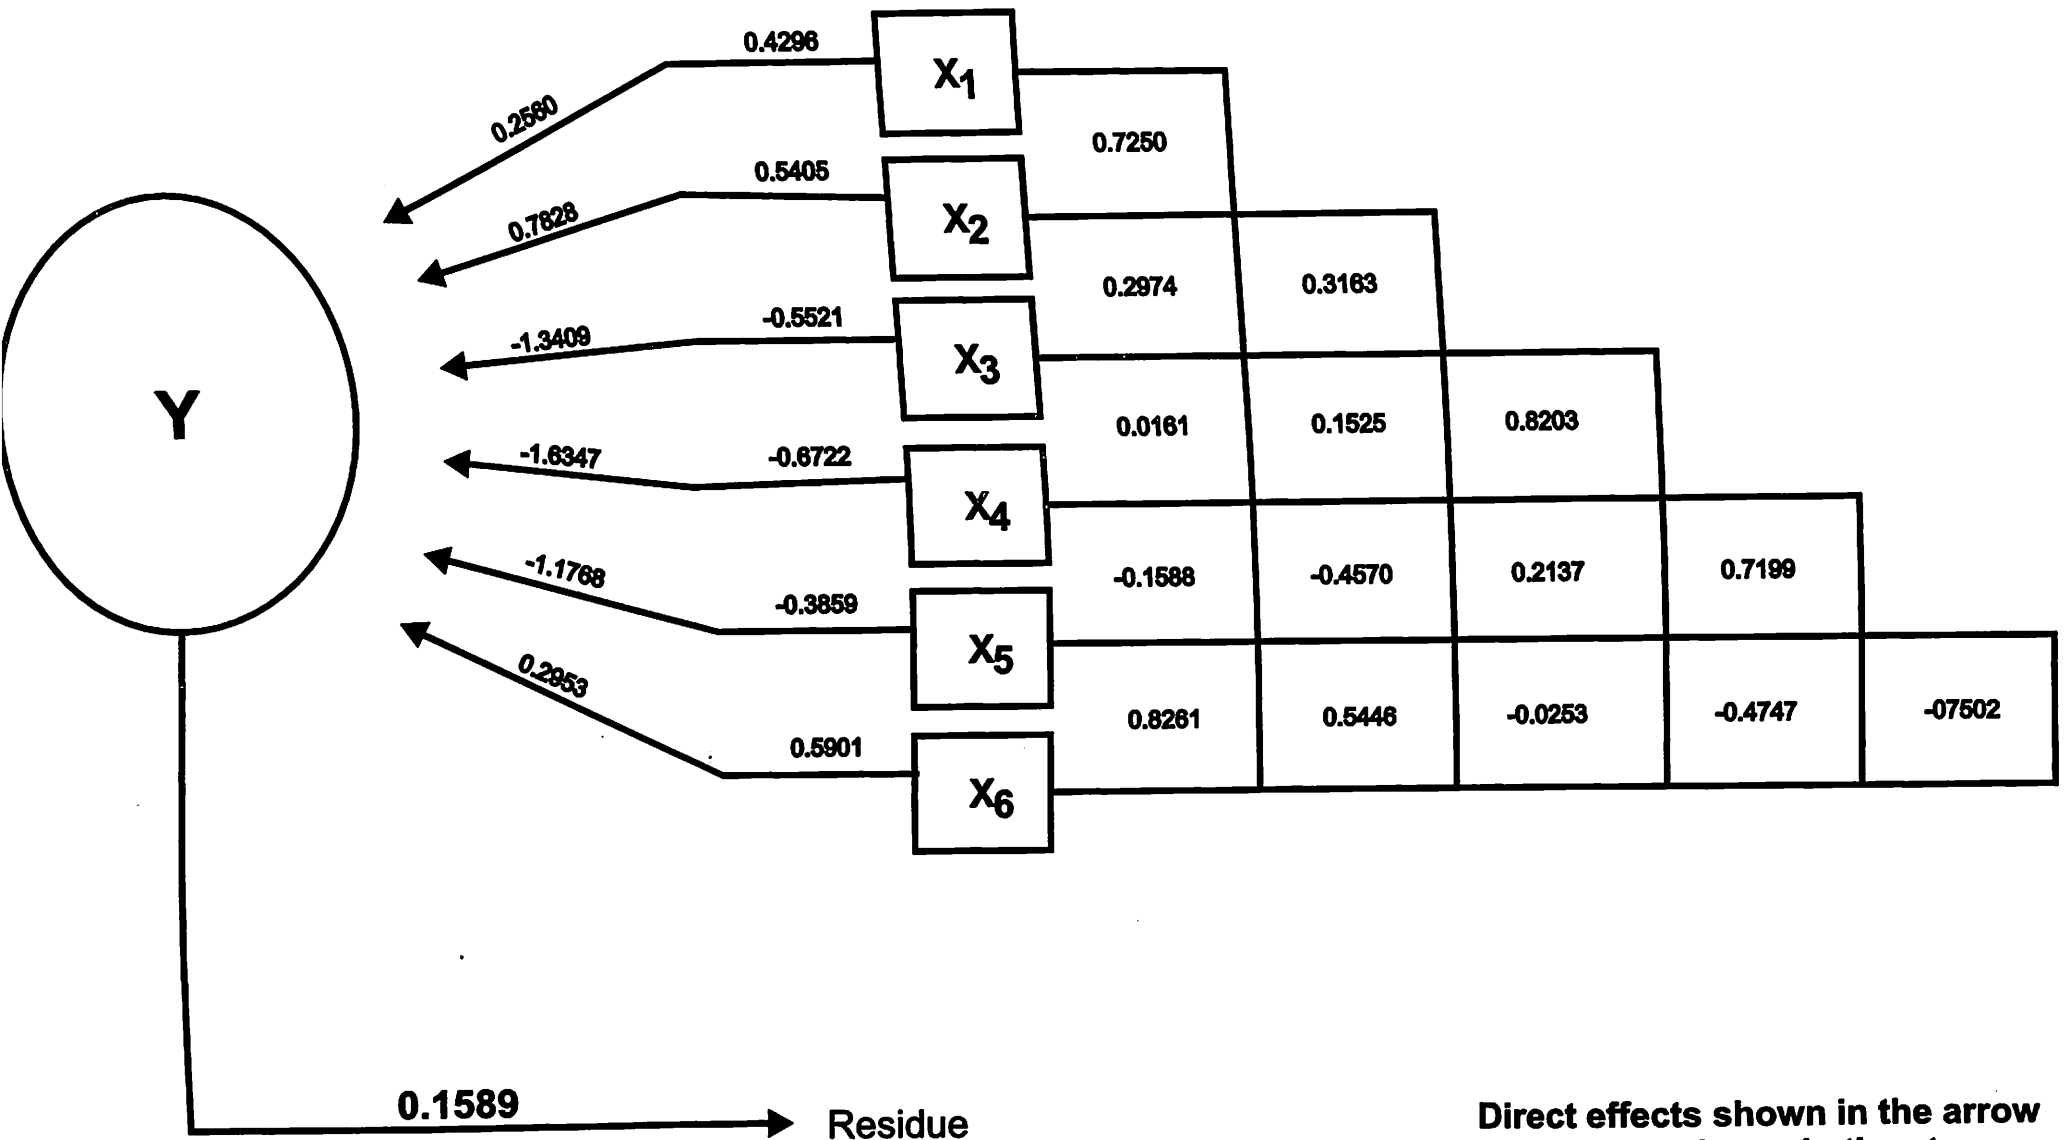 0.4296
X1
0.2560
0.7250
0.5405
X2
0.7828
0.2974 0.3163
-0.5521
X3
-1.3409
0.0161 0.1525 0.8203
Y
-0.6722
X4
-1.6347
-0.1588 -0.4570 0.2137 0.7199
-1.1768
-0.3859
X5
0.2953
0.8261 0.5446 -0.0253 -0.4747 -07502
0.5901
X6
0.1589
Residue
Direct effects shown in the arrow